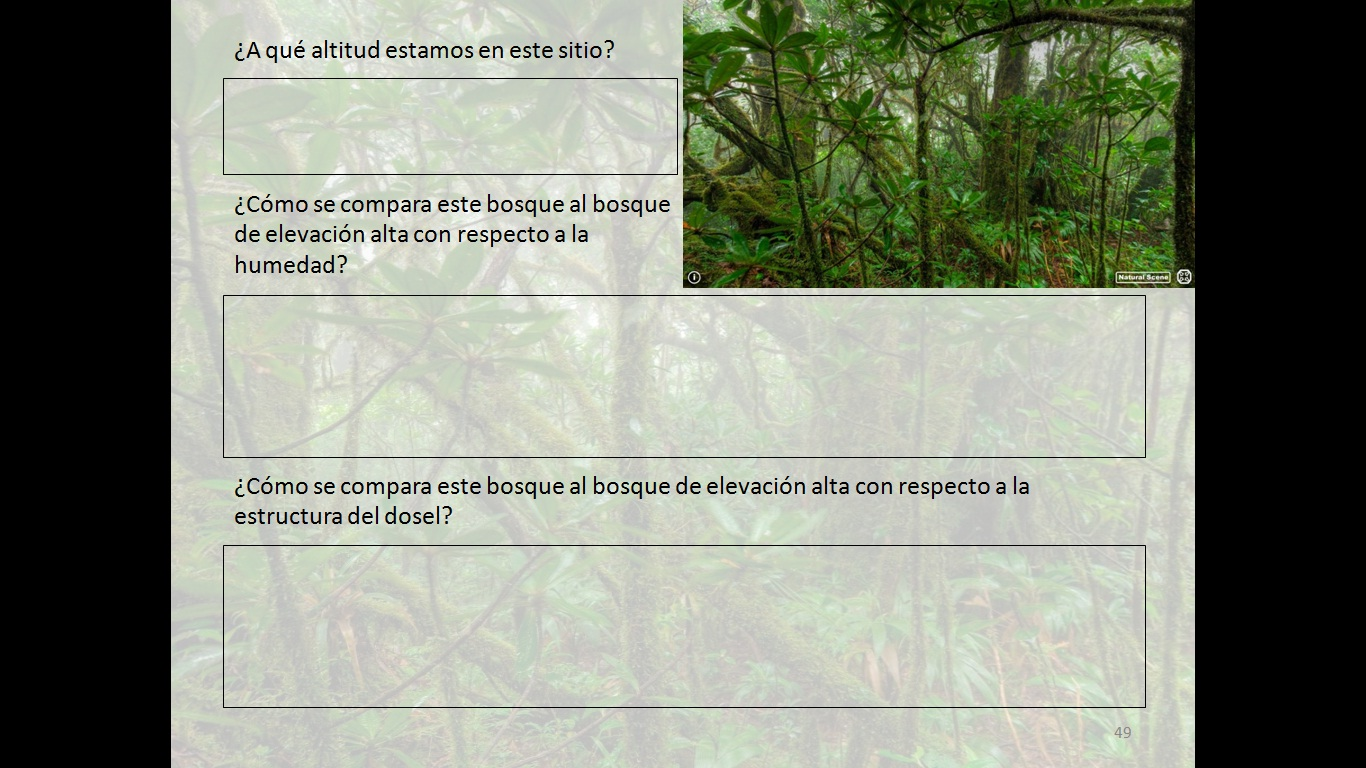 ¿A qué altitud estamos en este sitio?
¿Cómo se compara este bosque al bosque
de elevación alta con respecto a la
humedad?
Natural Scene
¿Cómo se compara este bosque al bosque de elevación alta con respecto a la
estructura del dosel?
49